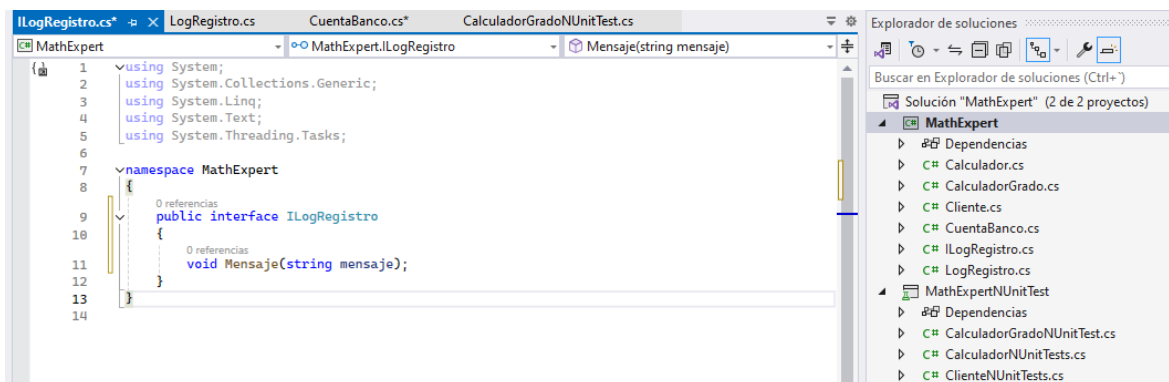 ILogRegistro.cs* LogRegistro.cs CuentaBanco.cs* CalculadorGradoNUnitTest.cs
C# MathExpert MathExpert.ILogRegistro Mensaje(string mensaje)
1 using System;
2 using System.Collections.Generic;
3 using System.Linq;
4 using System.Text;
5 using System.Threading.Tasks;
6
7 namespace MathExpert
8 {
0 referencias
9 public interface ILogRegistro
10 {
0 referencias
11 void Mensaje(string mensaje);
12 }
13 }
14
Explorador de soluciones
Buscar en Explorador de soluciones (Ctrl+`)
Solución "MathExpert" (2 de 2 proyectos)
C# MathExpert
Dependencias
C# Calculador.cs
C# CalculadorGrado.cs
C# Cliente.cs
C# CuentaBanco.cs
C# ILogRegistro.cs
C# LogRegistro.cs
MathExpertNUnitTest
Dependencias
C# CalculadorGradoNUnitTest.cs
C# CalculadorNUnitTests.cs
C# ClienteNUnitTests.cs